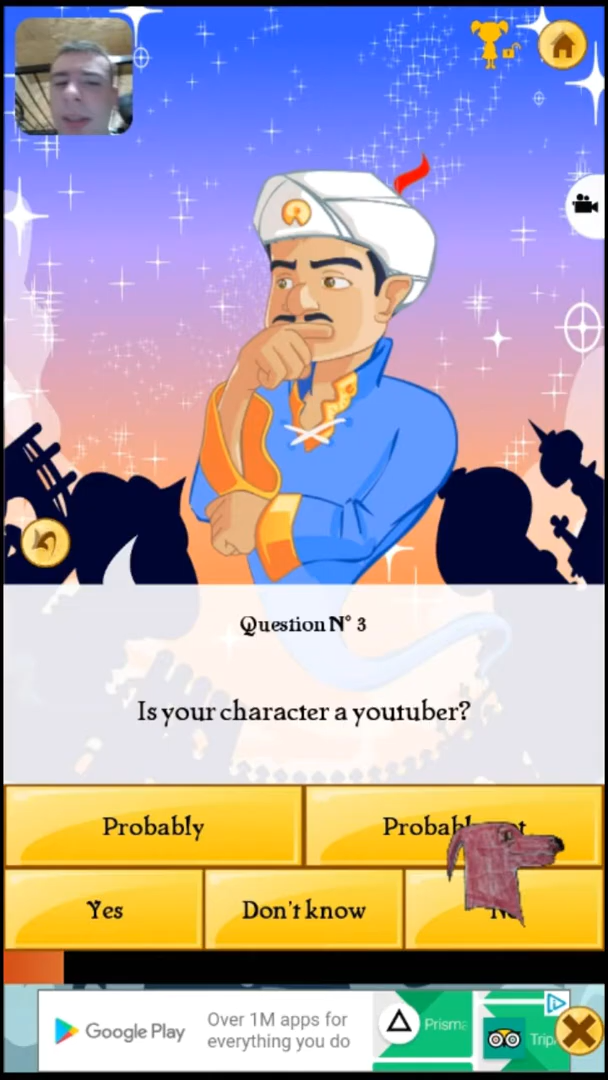 Question N° 3
Is your character a youtuber?
Probably
Yes
Don't know
Google Play
Over 1M apps for
everything you do
Prisma